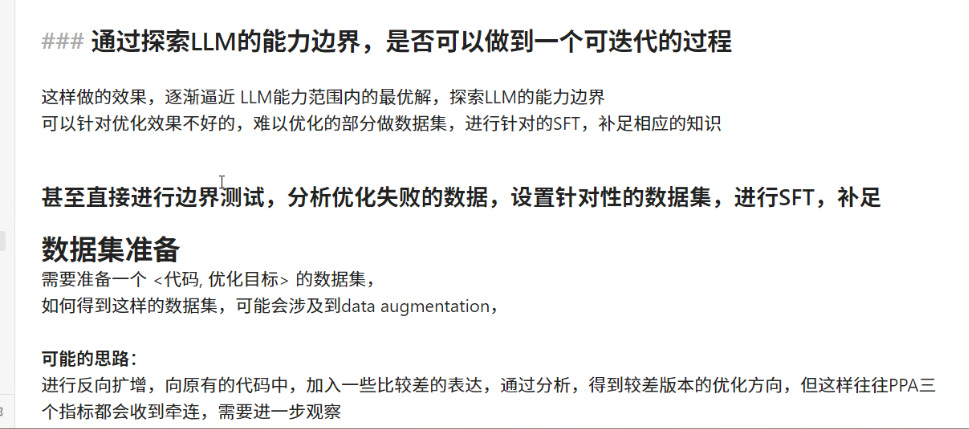 ### 通过探索LLM的能力边界，是否可以做到一个可迭代的过程
这样做的效果，逐渐逼近 LLM能力范围内的最优解，探索LLM的能力边界
可以针对优化效果不好的，难以优化的部分做数据集，进行针对的SFT，补足相应的知识
甚至直接进行边界测试，分析优化失败的数据，设置针对性的数据集，进行SFT，补足
数据集准备
需要准备一个 <代码, 优化目标> 的数据集，
如何得到这样的数据集，可能会涉及到data augmentation，
可能的思路：
进行反向扩增，向原有的代码中，加入一些比较差的表达，通过分析，得到较差版本的优化方向，但这样往往PPA三
个指标都会收到牵连，需要进一步观察